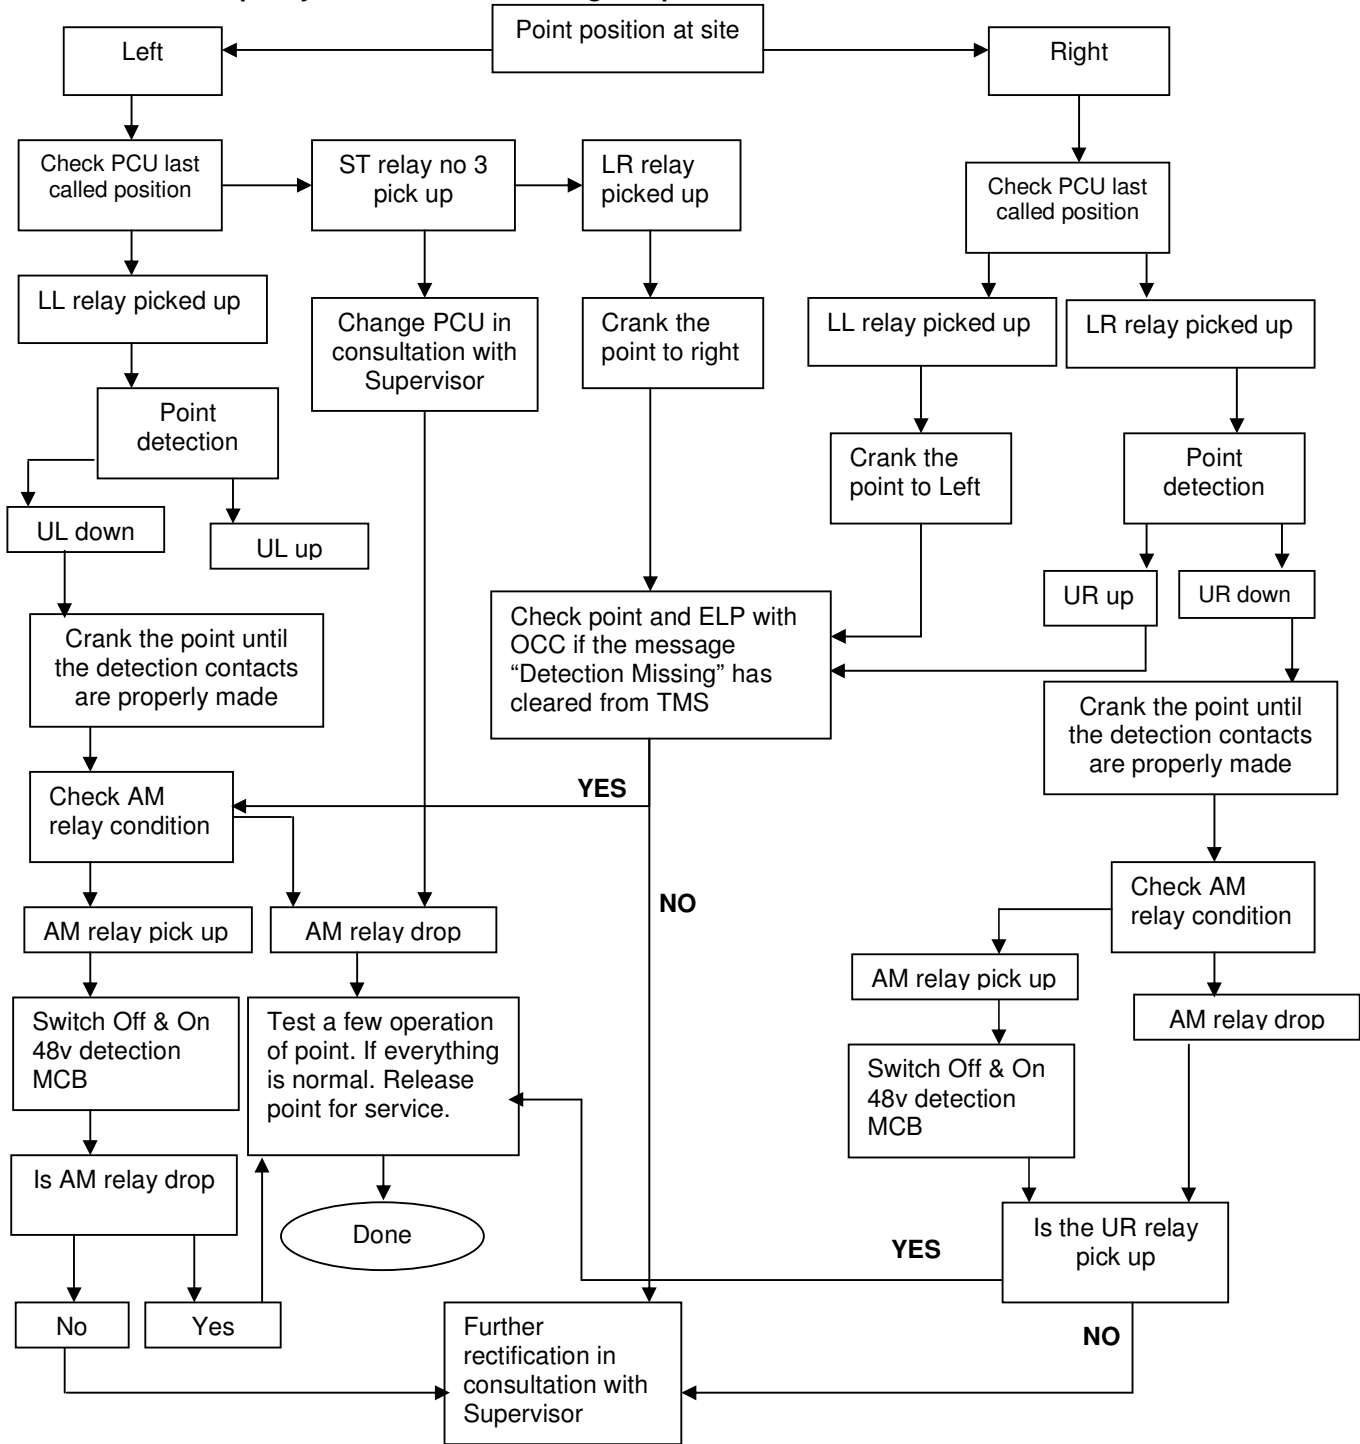 Point position at site
Left
Right
Check PCU last
called position
ST relay no 3
pick up
LR relay
picked up
Check PCU last
called position
LL relay picked up
Change PCU in
consultation with
Supervisor
Crank the
point to right
LL relay picked up
LR relay picked up
Point
detection
Crank the
point to Left
Point
detection
UL down
UL up
UR up
UR down
Crank the point until
the detection contacts
are properly made
Check point and ELP with
OCC if the message
“Detection Missing” has
cleared from TMS
Crank the point until
the detection contacts
are properly made
Check AM
relay condition
YES
NO
Check AM
relay condition
AM relay pick up
AM relay drop
AM relay pick up
AM relay drop
Switch Off & On
48v detection
MCB
Test a few operation
of point. If everything
is normal. Release
point for service.
Switch Off & On
48v detection
MCB
Is AM relay drop
Done
Is the UR relay
pick up
YES
NO
No
Yes
Further
rectification in
consultation with
Supervisor